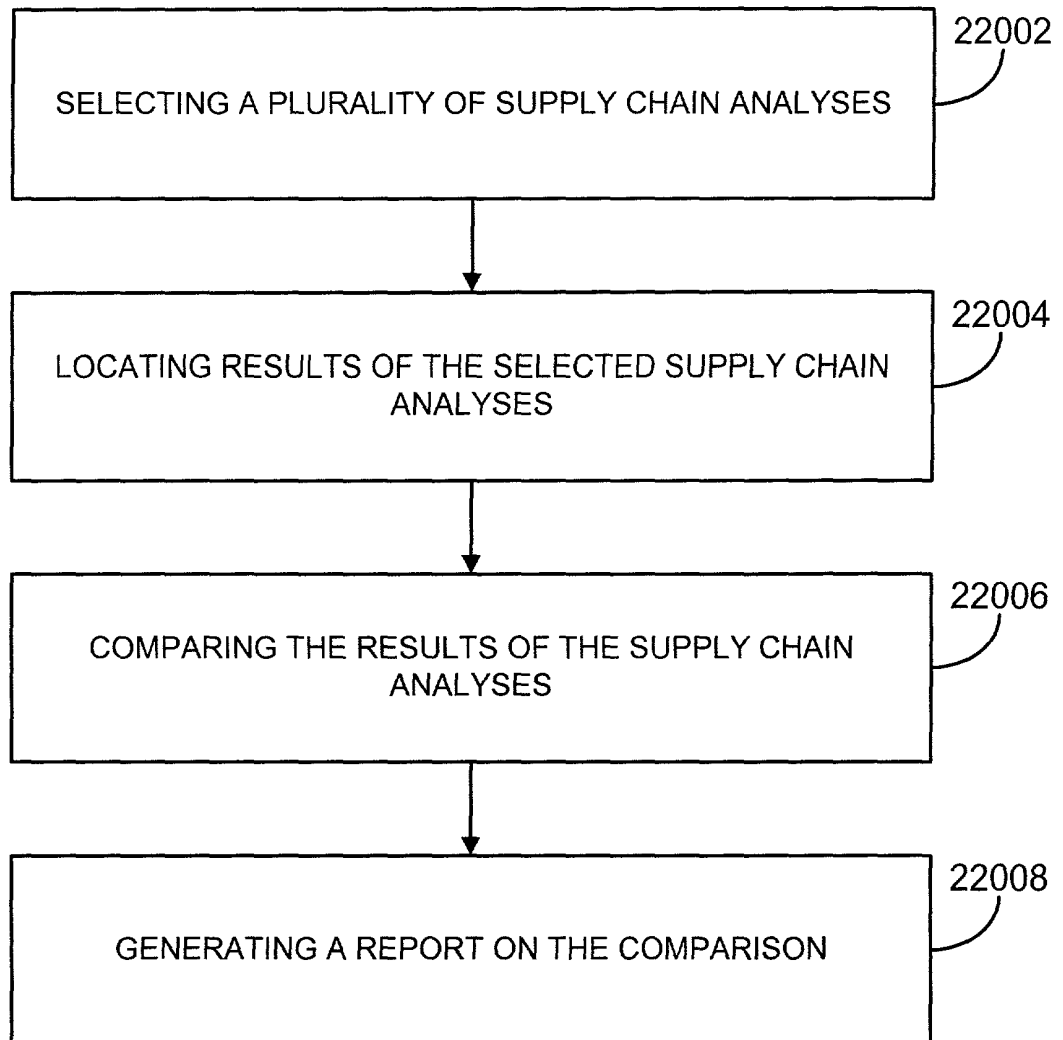 22002
SELECTING A PLURALITY OF SUPPLY CHAIN ANALYSES
22004
LOCATING RESULTS OF THE SELECTED SUPPLY CHAIN
ANALYSES
22006
COMPARING THE RESULTS OF THE SUPPLY CHAIN
ANALYSES
22008
GENERATING A REPORT ON THE COMPARISON